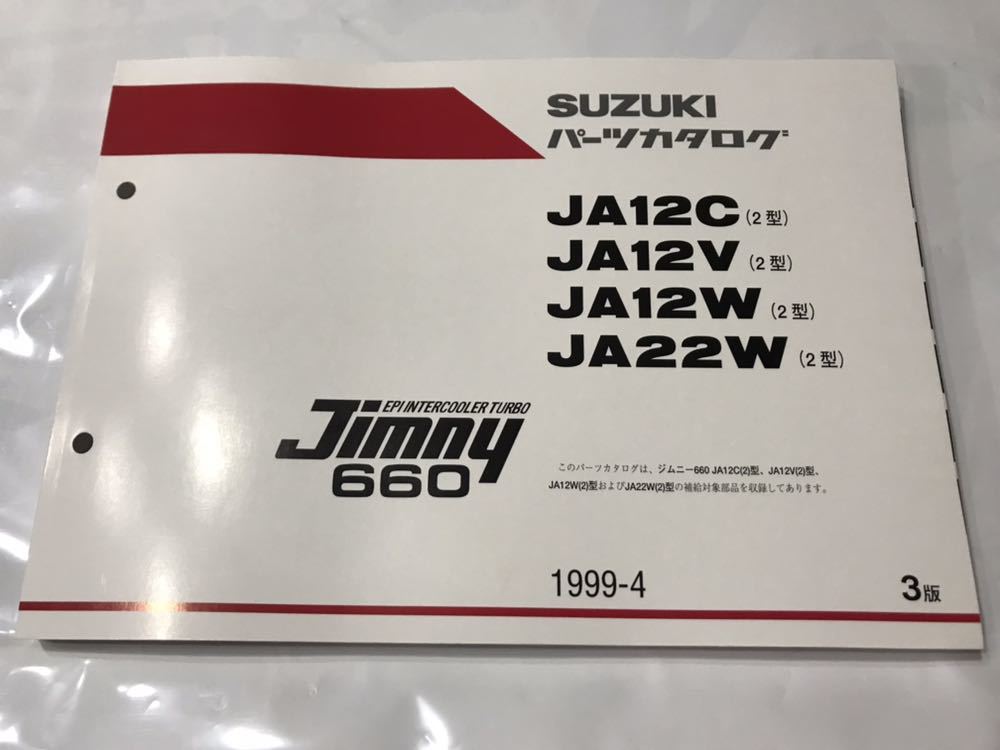 SUZUKI
パーツカタログ
JA12C(2型)
JA12V(2型)
JA12W(2型)
JA22W(2型)
EPI INTERCOOLER TURBO
Jimny
660
このパーツカタログは、ジムニー660 JA12C(2)型、JA12V(2)型、
JA12W(2)型およびJA22W(2)型の補給対象部品を収録してあります。
1999-4
3版